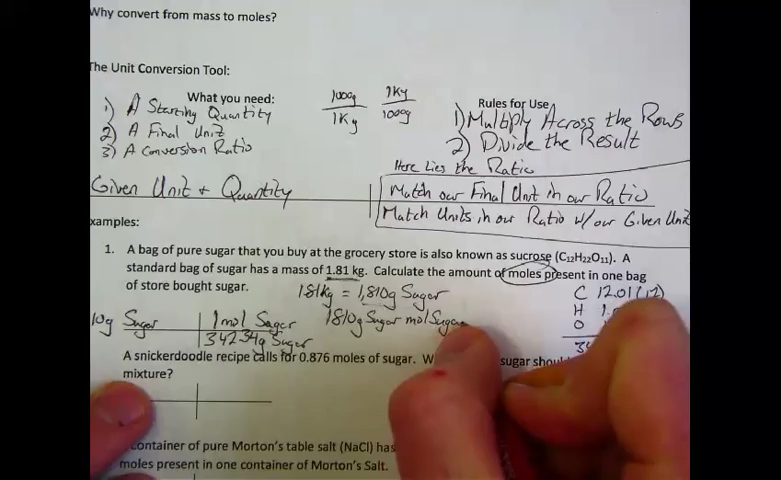 Why convert from mass to moles?
The Unit Conversion Tool:
What you need:
1) A Starting Quantity
2) A Final Unit
3) A Conversion Ratio
1000g 1Kg
1Kg 1000g
Rules for Use
1) Multiply Across the Rows
2) Divide the Result
Here Lies the Ratio
Given Unit + Quantity
Match our Final Unit in our Ratio
Match Units in our Ratio w/our Given Unit
xamples:
1. A bag of pure sugar that you buy at the grocery store is also known as sucrose (C12H22O11). A
standard bag of sugar has a mass of 1.81 kg. Calculate the amount of moles present in one bag
of store bought sugar.
1.81kg = 1,810g Sugar
C 12.01(12)
H 1.
O
10g Sugar 1mol Sugar 1810g Sugar mol Sugar
342.34g Sugar
A snickerdoodle recipe calls for 0.876 moles of sugar. sugar
mixture?
container of pure Morton's table salt (NaCl) has
moles present in one container of Morton's Salt.